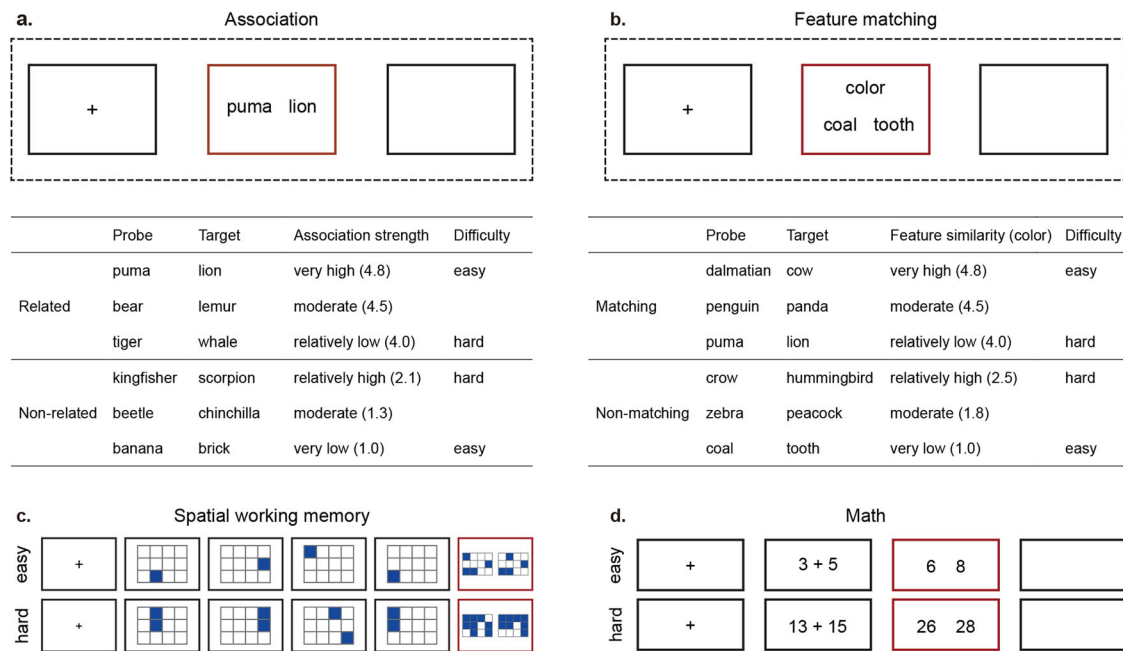 a. Association
+
puma lion
Probe Target Association strength Difficulty
puma lion very high (4.8) easy
Related bear lemur moderate (4.5)
tiger whale relatively low (4.0) hard
kingfisher scorpion relatively high (2.1) hard
Non-related beetle chinchilla moderate (1.3)
banana brick very low (1.0) easy
b. Feature matching
+
color
coal tooth
Probe Target Feature similarity (color) Difficulty
dalmatian cow very high (4.8) easy
Matching penguin panda moderate (4.5)
puma lion relatively low (4.0) hard
crow hummingbird relatively high (2.5) hard
Non-matching zebra peacock moderate (1.8)
coal tooth very low (1.0) easy
c. Spatial working memory
easy +
hard +
d. Math
easy + 3 + 5 6 8
hard + 13 + 15 26 28